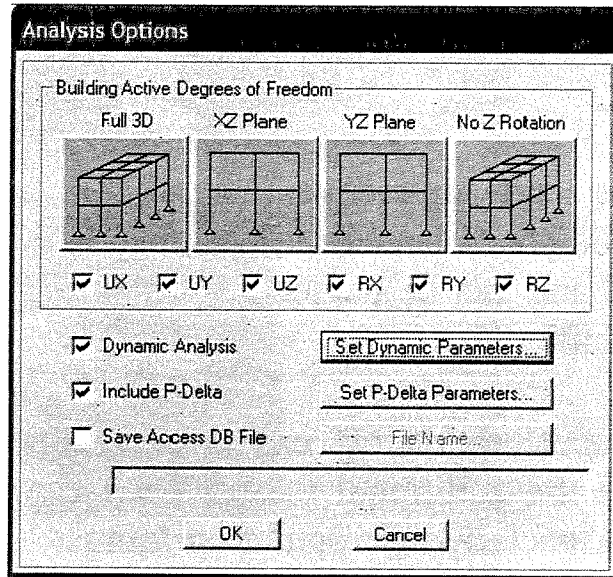 Analysis Options
Building Active Degrees of Freedom
Full 3D XZ Plane YZ Plane No Z Rotation
UX UY UZ RX RY RZ
Dynamic Analysis Set Dynamic Parameters...
Include P-Delta Set P-Delta Parameters...
Save Access DB File File Name...
OK Cancel